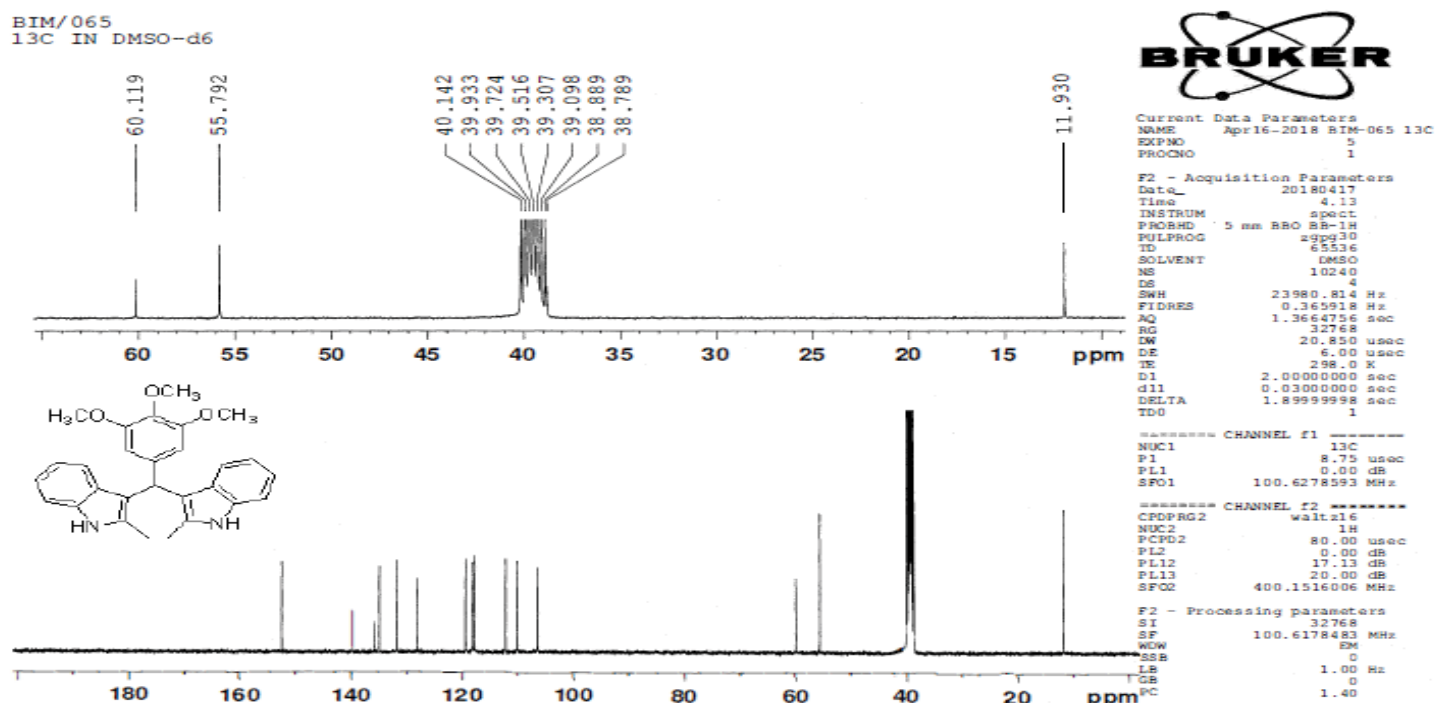 BIM/065
13C IN DMSO-d6
60.119
55.792
40.142
39.933
39.724
39.516
39.307
39.098
38.889
38.789
11.930
60 55 50 45 40 35 30 25 20 15 ppm
OCH3
H3CO OCH3
HN NH
180 160 140 120 100 80 60 40 20 ppm
BRUKER
Current Data Parameters
NAME Apr16-2018 BIM-065 13C
EXPNO 5
PROCNO 1
F2 - Acquisition Parameters
Date_ 20180417
Time 4.13
INSTRUM spect
PROBHD 5 mm BBO BB-1H
PULPROG zgpg30
TD 65536
SOLVENT DMSO
NS 10240
DS 4
SWH 23980.814 Hz
FIDRES 0.365918 Hz
AQ 1.3664756 sec
RG 32768
DW 20.850 usec
DE 6.00 usec
TE 298.0 K
D1 2.00000000 sec
d11 0.03000000 sec
DELTA 1.89999998 sec
TD0 1
======== CHANNEL f1 ========
NUC1 13C
P1 8.75 usec
PL1 0.00 dB
SFO1 100.6278593 MHz
======== CHANNEL f2 ========
CPDPRG2 waltz16
NUC2 1H
PCPD2 80.00 usec
PL2 0.00 dB
PL12 17.13 dB
PL13 20.00 dB
SFO2 400.1516006 MHz
F2 - Processing parameters
SI 32768
SF 100.6178483 MHz
WDW EM
SSB 0
LB 1.00 Hz
GB 0
PC 1.40